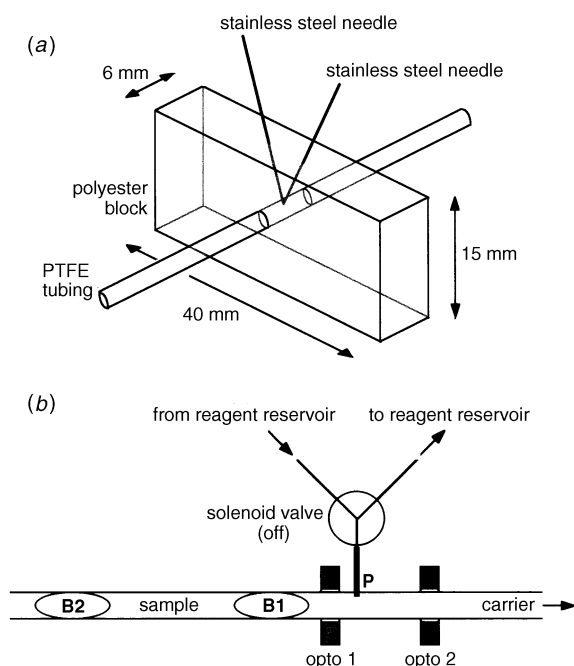 (a)
stainless steel needle
stainless steel needle
6 mm
polyester
block
PTFE
tubing
15 mm
40 mm
(b)
from reagent reservoir
to reagent reservoir
solenoid valve
(off)
P
B2
sample
B1
carrier
opto 1
opto 2